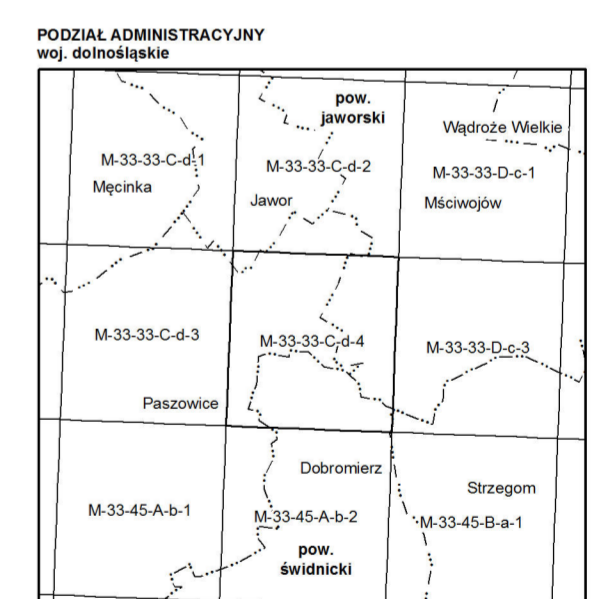 PODZIAŁ ADMINISTRACYJNY
woj. dolnośląskie
pow.
jaworski
Wądroże Wielkie
M-33-33-C-d-1
M-33-33-C-d-2
M-33-33-D-c-1
Męcinka
Jawor
Mściwojów
M-33-33-C-d-3
M-33-33-C-d-4
M-33-33-D-c-3
Paszowice
Dobromierz
Strzegom
M-33-45-A-b-1
M-33-45-A-b-2
M-33-45-B-a-1
pow.
świdnicki